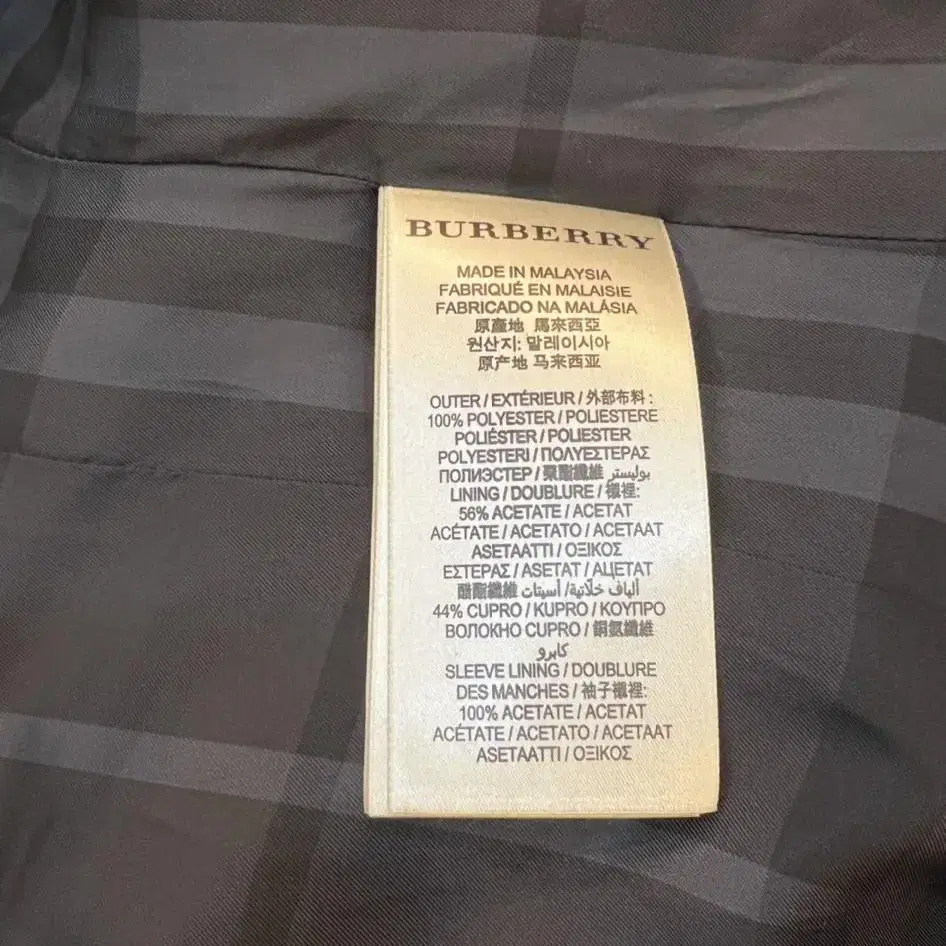 BURBERRY
MADE IN MALAYSIA
FABRIQUÉ EN MALAISIE
FABRICADO NA MALÁSIA
原產地 馬來西亞
원산지: 말레이시아
原产地 马来西亚
OUTER / EXTÉRIEUR / 外部布料 :
100% POLYESTER / POLIESTERE
POLIÉSTER / POLIESTER
POLYESTERI / ΠΟΛΥΕΣΤΕΡΑΣ
ПОЛИЭСТЕР / 聚酯纖維 بوليستر
LINING / DOUBLURE / 襯裡:
56% ACETATE / ACETAT
ACÉTATE / ACETATO / ACETAAT
ASETAATTI / ΟΞΙΚΟΣ
ΕΣΤΕΡΑΣ / ASETAT / АЦЕТАТ
醋酯纖維 ألياف خلّاتية/ أسيتات
44% CUPRO / KUPRO / ΚΟΥΠΡΟ
ВОЛОКНО CUPRO / 銅氨纖維
كابرو
SLEEVE LINING / DOUBLURE
DES MANCHES / 袖子襯裡:
100% ACETATE / ACETAT
ACÉTATE / ACETATO / ACETAAT
ASETAATTI / ΟΞΙΚΟΣ